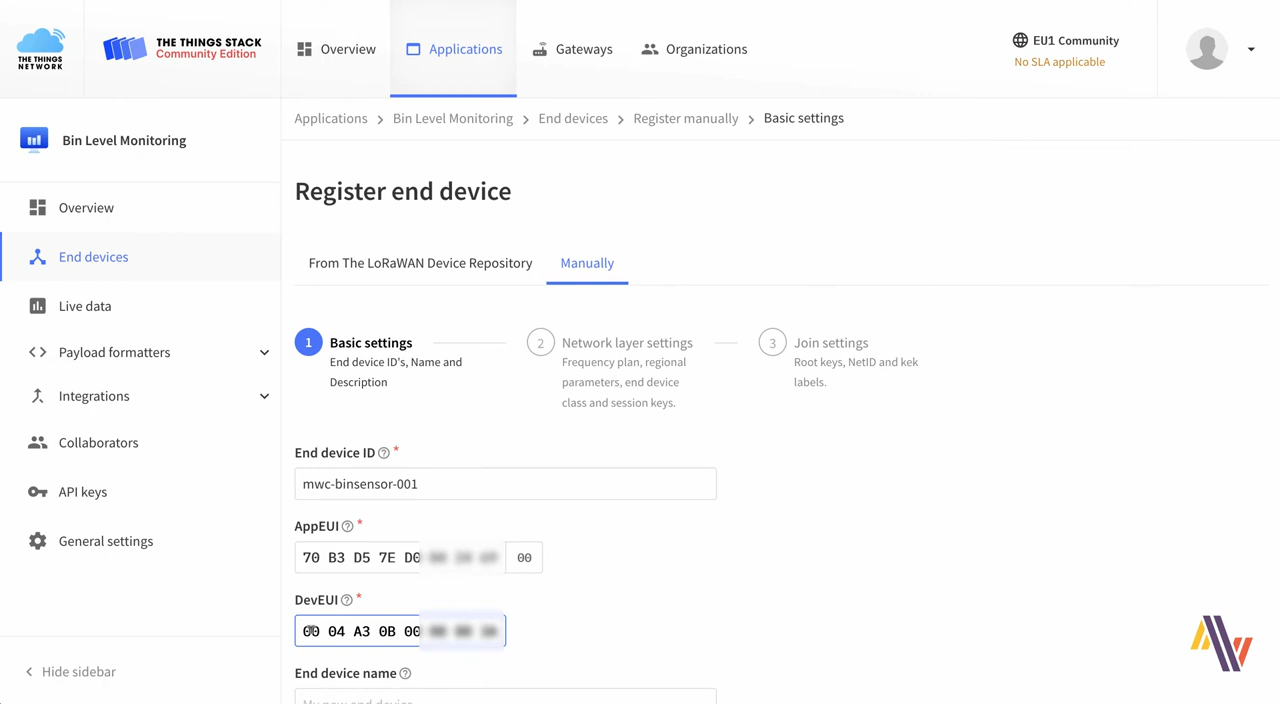 THE THINGS NETWORK
THE THINGS STACK
Community Edition
Overview
Applications
Gateways
Organizations
EU1 Community
No SLA applicable
Bin Level Monitoring
Applications > Bin Level Monitoring > End devices > Register manually > Basic settings
Overview
End devices
Live data
Payload formatters
Integrations
Collaborators
API keys
General settings
Hide sidebar
Register end device
From The LoRaWAN Device Repository
Manually
1 Basic settings
End device ID's, Name and
Description
2 Network layer settings
Frequency plan, regional
parameters, end device
class and session keys.
3 Join settings
Root keys, NetID and kek
labels.
End device ID *
mwc-binsensor-001
AppEUI *
70 B3 D5 7E D0
00
DevEUI *
00 04 A3 0B 00
End device name
My new end device